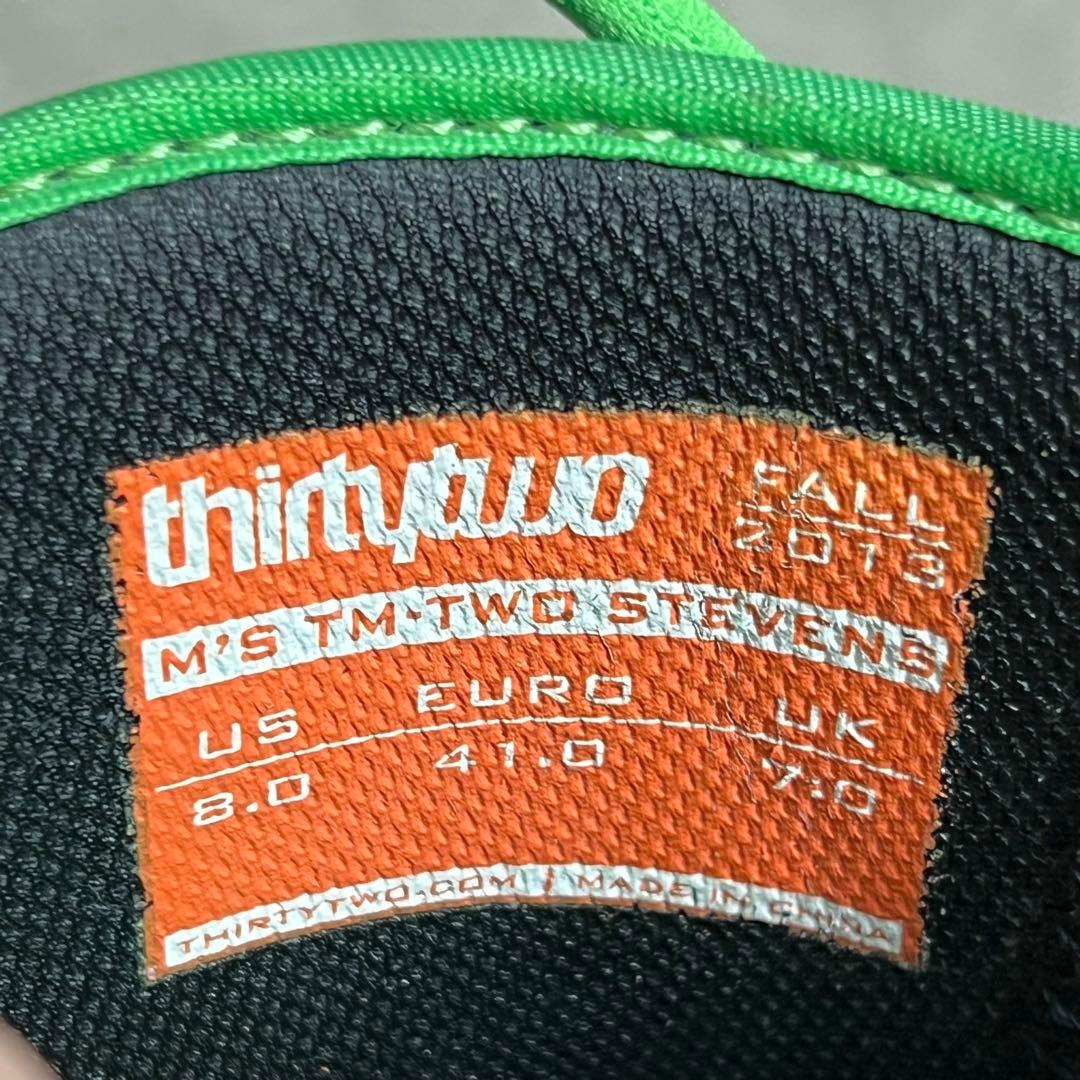 thirtytwo
FALL
2013
M'S TM-TWO STEVENS
US EURO UK
8.0 41.0 7.0
THIRTYTWO.COM | MADE IN CHINA